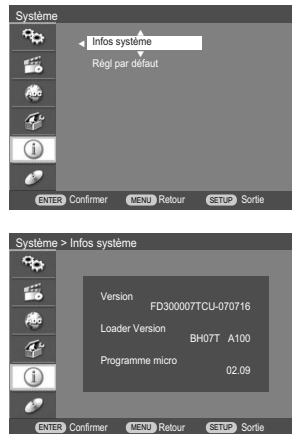 Système
Infos système
Régl par défaut
ENTER Confirmer MENU Retour SETUP Sortie
Système > Infos système
Version
FD300007TCU-070716
Loader Version
BH07T A100
Programme micro
02.09
ENTER Confirmer MENU Retour SETUP Sortie